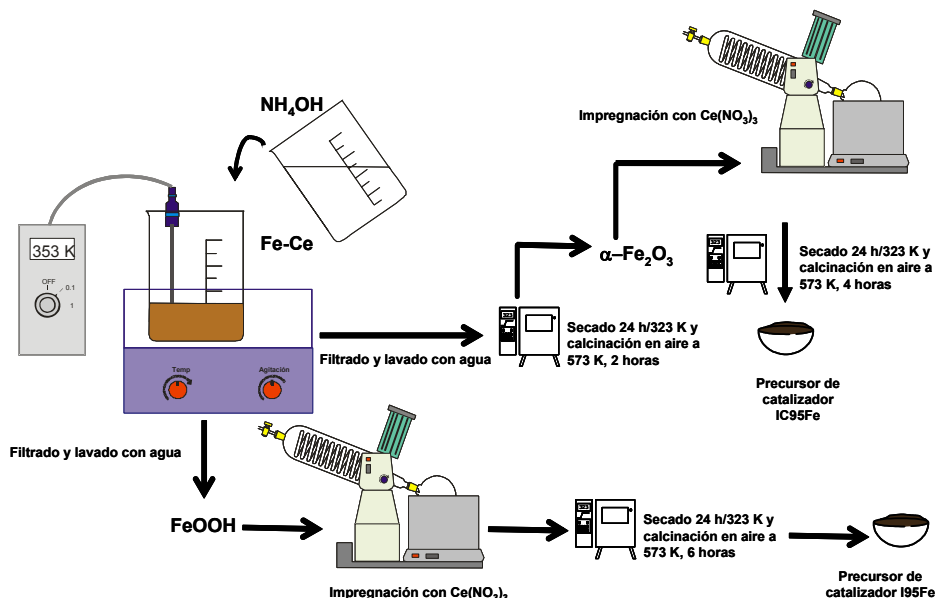 NH4OH
Impregnación con Ce(NO3)3
353 K
OFF
0.1
1
Fe-Ce
α–Fe2O3
Secado 24 h/323 K y
calcinación en aire a
573 K, 4 horas
Secado 24 h/323 K y
calcinación en aire a
573 K, 2 horas
Filtrado y lavado con agua
Temp
Agitación
Precursor de
catalizador
IC95Fe
Filtrado y lavado con agua
FeOOH
Secado 24 h/323 K y
calcinación en aire a
573 K, 6 horas
Impregnación con Ce(NO3)3
Precursor de
catalizador I95Fe